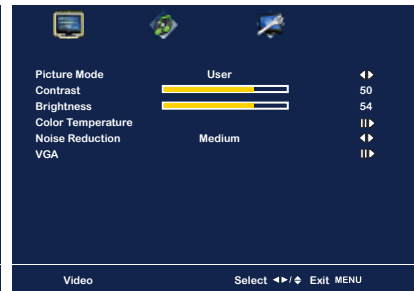 Picture Mode User
Contrast 50
Brightness 54
Color Temperature
Noise Reduction Medium
VGA
Video Select ◄►/♦ Exit MENU